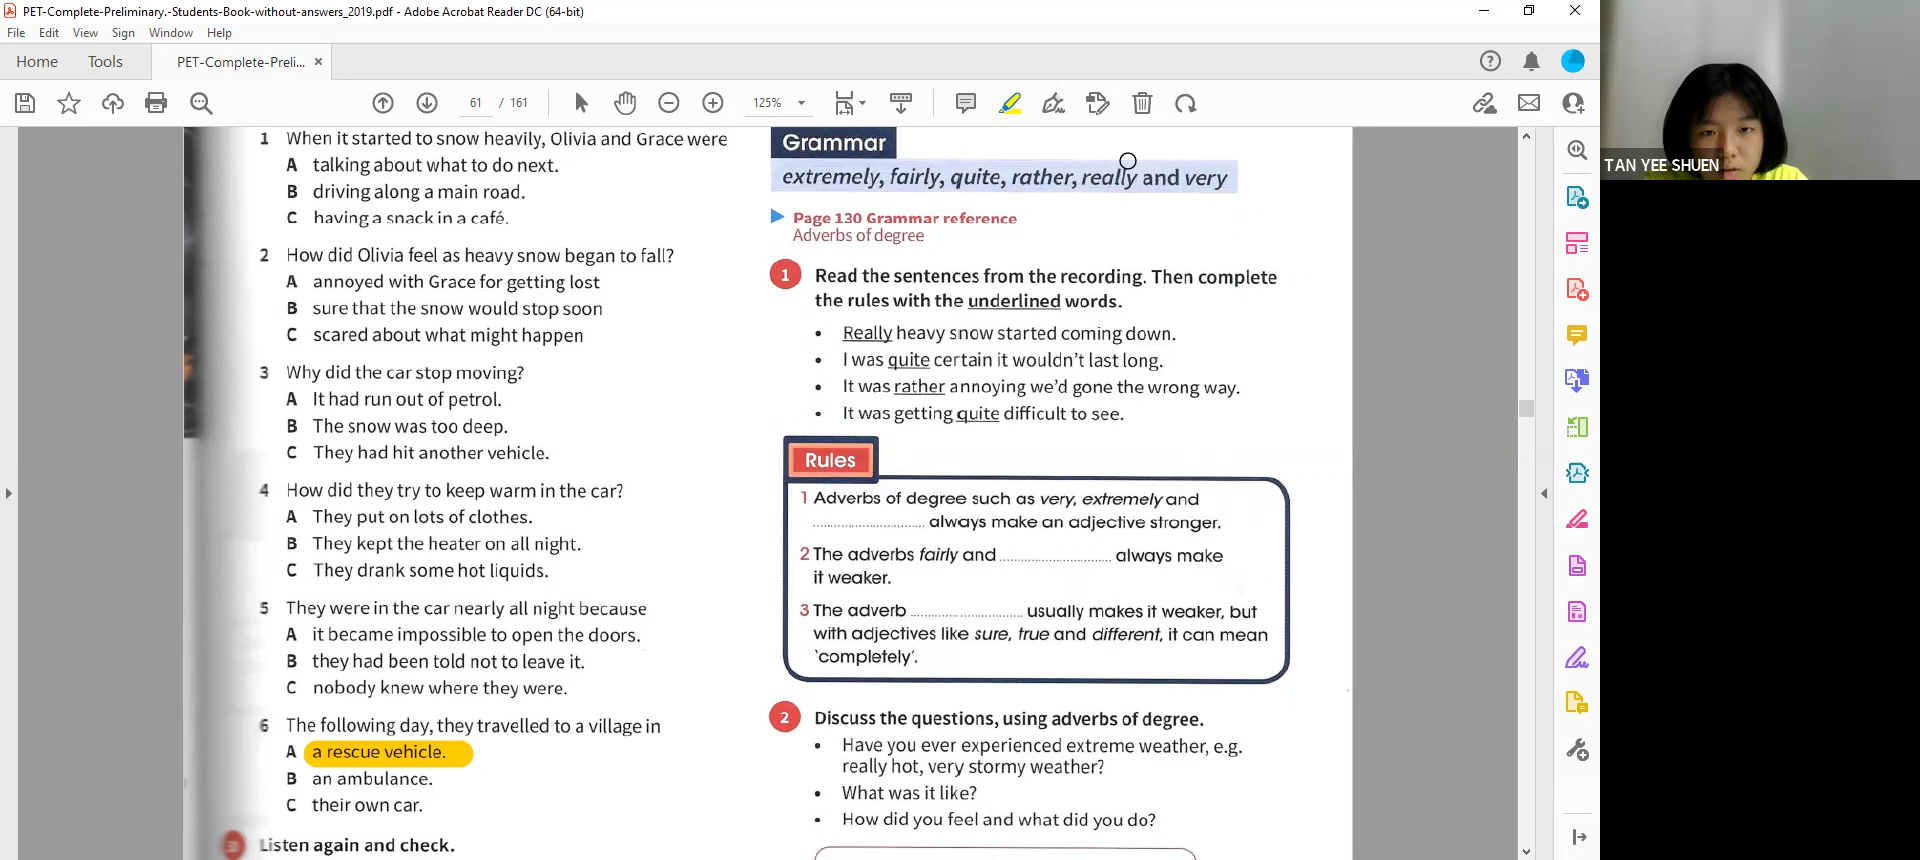 PET-Complete-Preliminary.-Students-Book-without-answers_2019.pdf - Adobe Acrobat Reader DC (64-bit)
File Edit View Sign Window Help
Home Tools PET-Complete-Preli... ×
61 / 161 125%
TAN YEE SHUEN
1 When it started to snow heavily, Olivia and Grace were
A talking about what to do next.
B driving along a main road.
C having a snack in a café.
2 How did Olivia feel as heavy snow began to fall?
A annoyed with Grace for getting lost
B sure that the snow would stop soon
C scared about what might happen
3 Why did the car stop moving?
A It had run out of petrol.
B The snow was too deep.
C They had hit another vehicle.
4 How did they try to keep warm in the car?
A They put on lots of clothes.
B They kept the heater on all night.
C They drank some hot liquids.
5 They were in the car nearly all night because
A it became impossible to open the doors.
B they had been told not to leave it.
C nobody knew where they were.
6 The following day, they travelled to a village in
A a rescue vehicle.
B an ambulance.
C their own car.
3 Listen again and check.
Grammar
extremely, fairly, quite, rather, really and very
Page 130 Grammar reference
Adverbs of degree
1 Read the sentences from the recording. Then complete
the rules with the underlined words.
• Really heavy snow started coming down.
• I was quite certain it wouldn't last long.
• It was rather annoying we'd gone the wrong way.
• It was getting quite difficult to see.
Rules
1 Adverbs of degree such as very, extremely and
............................ always make an adjective stronger.
2 The adverbs fairly and ............................ always make
it weaker.
3 The adverb ............................ usually makes it weaker, but
with adjectives like sure, true and different, it can mean
'completely'.
2 Discuss the questions, using adverbs of degree.
• Have you ever experienced extreme weather, e.g.
really hot, very stormy weather?
• What was it like?
• How did you feel and what did you do?